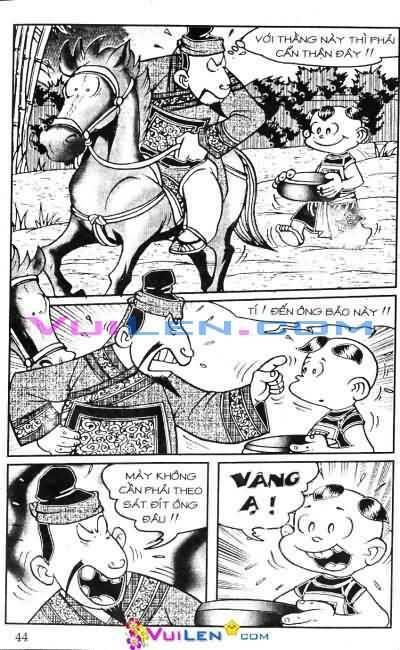 VỚI THẰNG NÀY THÌ PHẢI
CẨN THẬN ĐÂY !!
TÍ ! ĐẾN ÔNG BẢO NÀY !!
VUILEN.COM
MÀY KHÔNG
CẦN PHẢI THEO
SÁT ĐÍT ÔNG
ĐÂU !!
VÂNG
Ạ !
44
VUILEN.COM